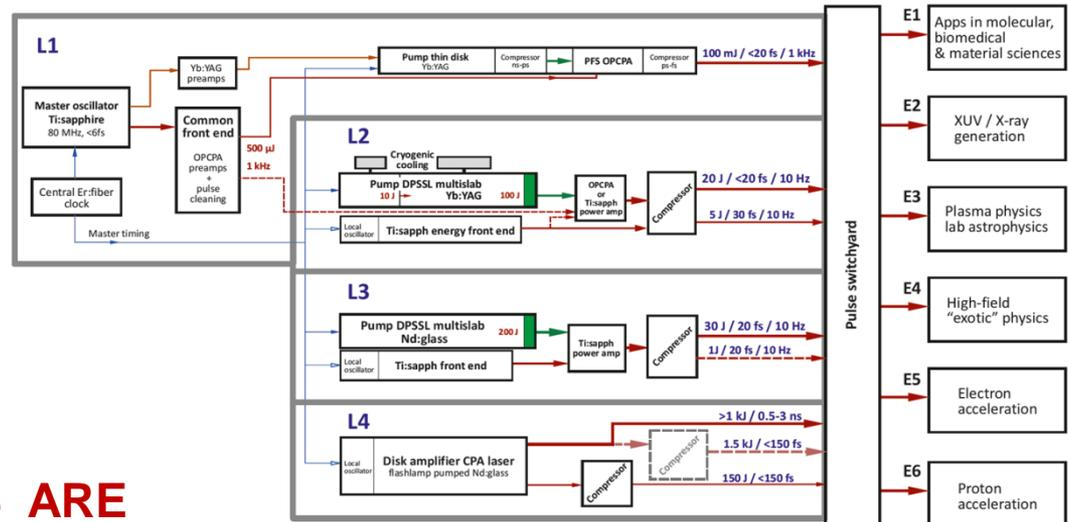 L1
Yb:YAG
preamps
Master oscillator
Ti:sapphire
80 MHz, <6fs
Common
front end
OPCPA
preamps
+
pulse
cleaning
500 µJ
1 kHz
Central Er:fiber
clock
Master timing
Pump thin disk
Yb:YAG
Compressor
ns-ps
PFS OPCPA
Compressor
ps-fs
100 mJ / <20 fs / 1 kHz
L2
Cryogenic
cooling
Pump DPSSL multislab
10 J
Yb:YAG
100 J
OPCPA
or
Ti:sapph
power amp
Compressor
20 J / <20 fs / 10 Hz
5 J / 30 fs / 10 Hz
Local
oscillator
Ti:sapph energy front end
L3
Pump DPSSL multislab
Nd:glass
200 J
Ti:sapph
power amp
Compressor
30 J / 20 fs / 10 Hz
1J / 20 fs / 10 Hz
Local
oscillator
Ti:sapph front end
L4
Local
oscillator
Disk amplifier CPA laser
flashlamp pumped Nd:glass
>1 kJ / 0.5-3 ns
Compressor
1.5 kJ / <150 fs
Compressor
150 J / <150 fs
Pulse switchyard
E1
Apps in molecular,
biomedical
& material sciences
E2
XUV / X-ray
generation
E3
Plasma physics
lab astrophysics
E4
High-field
“exotic” physics
E5
Electron
acceleration
E6
Proton
acceleration
ARE